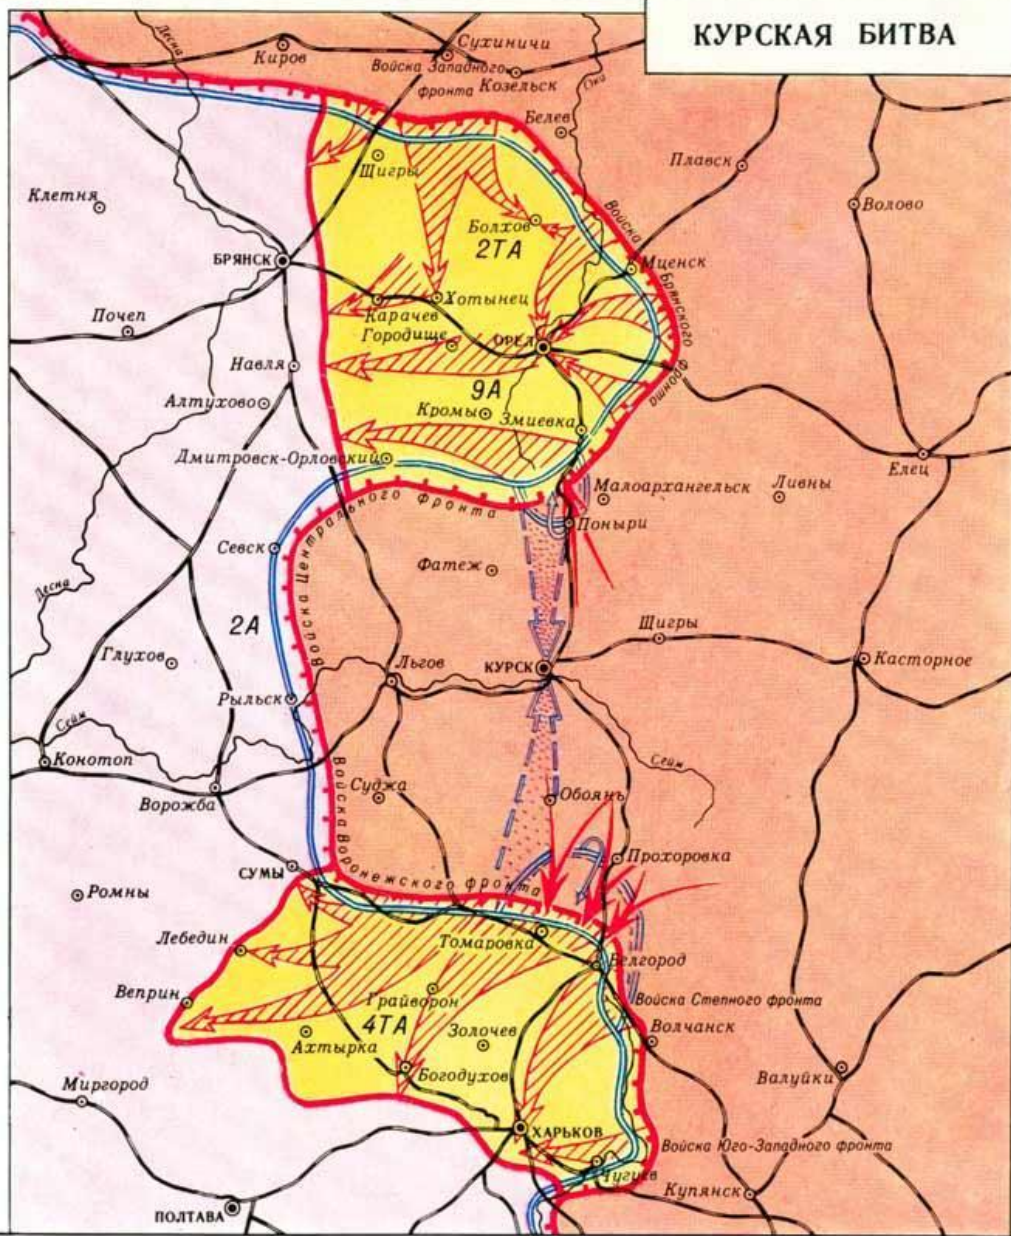 КУРСКАЯ БИТВА
Десна
Киров
Сухиничи
Войска Западного
фронта
Козельск
Ока
Белев
Плавск
Щигры
Клетня
Волово
Болхов
2ТА
Войска Брянского фронта
БРЯНСК
Мценск
Хотынец
Карачев
Почеп
Городище
ОРЕЛ
Навля
9А
Алтухово
Кромы
Змиевка
Дмитровск-Орловский
Елец
Малоархангельск
Ливны
Войска Центрального фронта
Поныри
Севск
Фатеж
Десна
2А
Щигры
Глухов
Льгов
КУРСК
Касторное
Рыльск
Сейм
Конотоп
Сейм
Войска Воронежского фронта
Суджа
Обоянь
Ворожба
Прохоровка
СУМЫ
Ромны
Лебедин
Томаровка
Белгород
Веприн
Грайворон
Войска Степного фронта
4ТА
Золочев
Волчанск
Ахтырка
Богодухов
Валуйки
Миргород
ХАРЬКОВ
Войска Юго-Западного фронта
Чугуев
Купянск
ПОЛТАВА